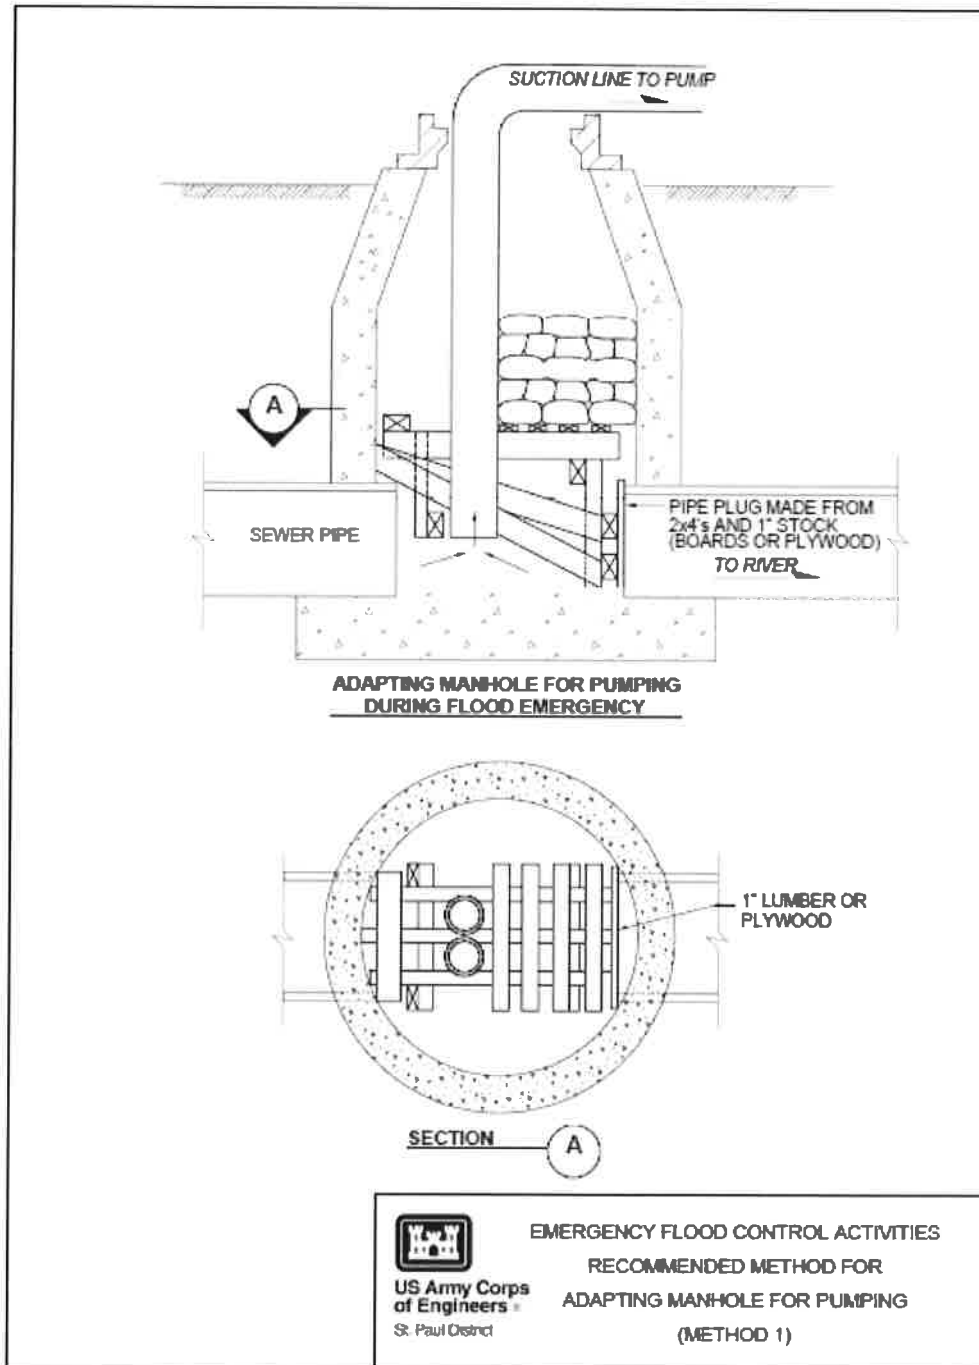 SUCTION LINE TO PUMP
A
SEWER PIPE
PIPE PLUG MADE FROM
2x4's AND 1" STOCK
(BOARDS OR PLYWOOD)
TO RIVER
ADAPTING MANHOLE FOR PUMPING
DURING FLOOD EMERGENCY
1" LUMBER OR
PLYWOOD
SECTION A
US Army Corps
of Engineers
St. Paul District
EMERGENCY FLOOD CONTROL ACTIVITIES
RECOMMENDED METHOD FOR
ADAPTING MANHOLE FOR PUMPING
(METHOD 1)